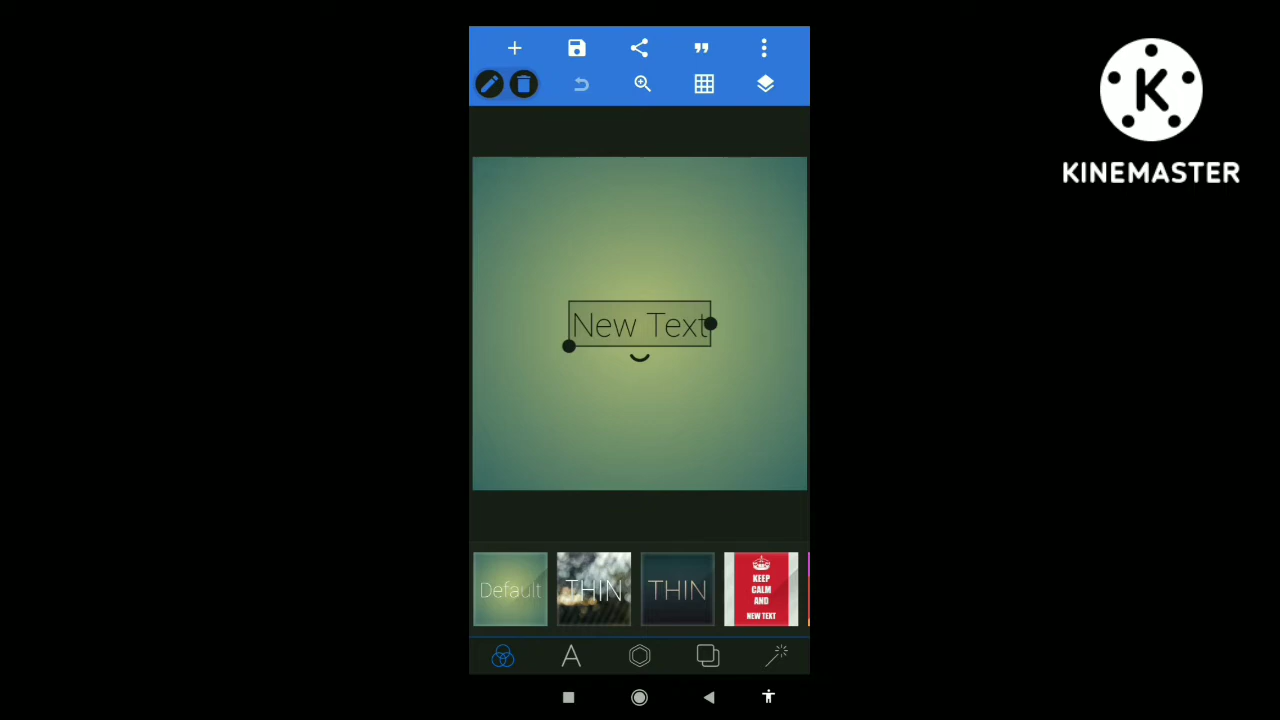 K
KINEMASTER
New Text
Default
THIN
THIN
KEEP
CALM
AND
NEW TEXT
A